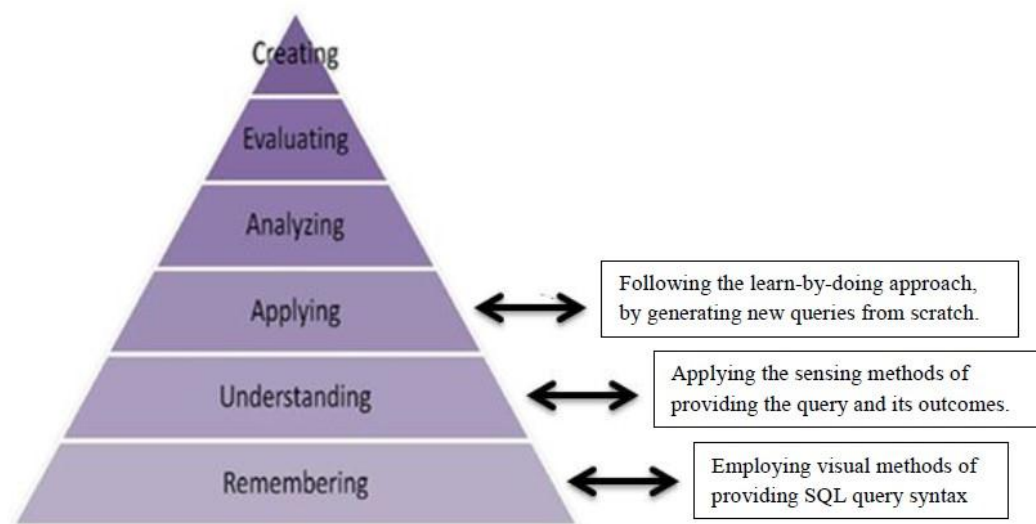 Creating
Evaluating
Analyzing
Applying
Following the learn-by-doing approach,
by generating new queries from scratch.
Understanding
Applying the sensing methods of
providing the query and its outcomes.
Remembering
Employing visual methods of
providing SQL query syntax